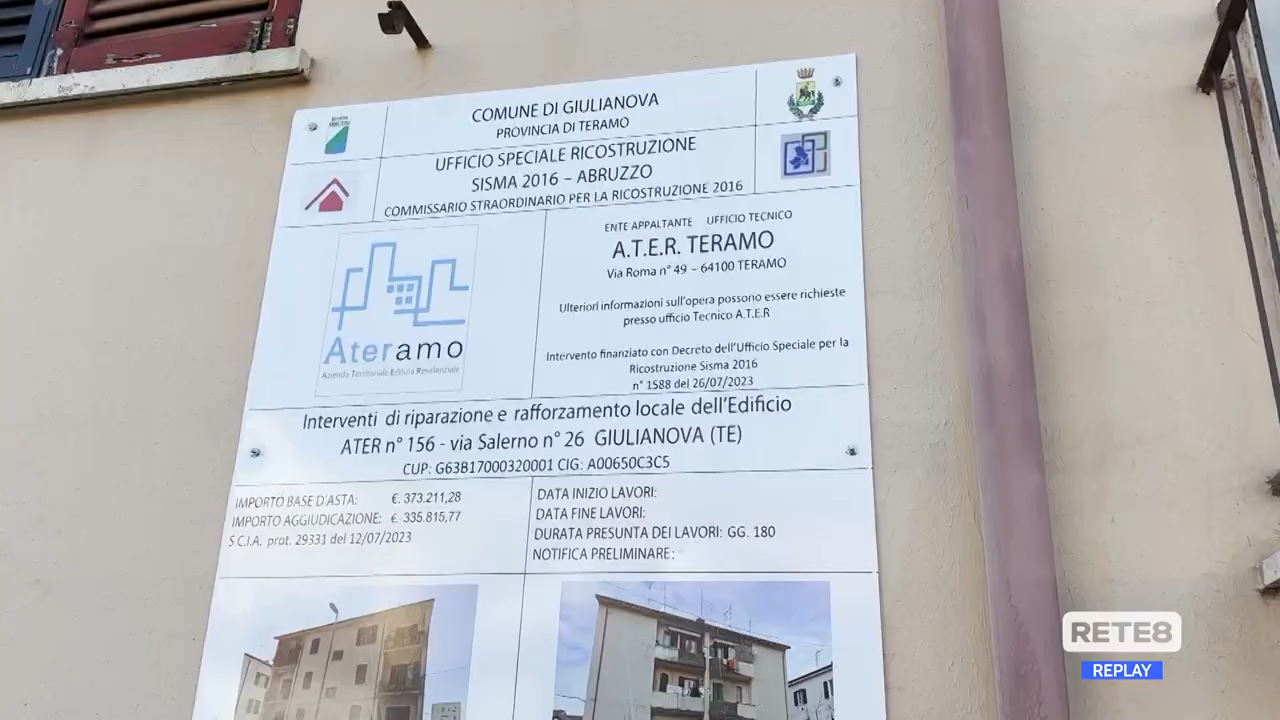 COMUNE DI GIULIANOVA
PROVINCIA DI TERAMO
UFFICIO SPECIALE RICOSTRUZIONE
SISMA 2016 – ABRUZZO
COMMISSARIO STRAORDINARIO PER LA RICOSTRUZIONE 2016
Ateramo
Azienda Territoriale Edilizia Residenziale
ENTE APPALTANTE UFFICIO TECNICO
A.T.E.R. TERAMO
Via Roma n° 49 – 64100 TERAMO
Ulteriori informazioni sull'opera possono essere richieste
presso ufficio Tecnico A.T.E.R
Intervento finanziato con Decreto dell'Ufficio Speciale per la
Ricostruzione Sisma 2016
n° 1588 del 26/07/2023
Interventi di riparazione e rafforzamento locale dell'Edificio
ATER n° 156 - via Salerno n° 26 GIULIANOVA (TE)
CUP: G63B17000320001 CIG: A00650C3C5
IMPORTO BASE D'ASTA: €. 373.211,28
IMPORTO AGGIUDICAZIONE: €. 335.815,77
S.C.I.A. prot. 29331 del 12/07/2023
DATA INIZIO LAVORI:
DATA FINE LAVORI:
DURATA PRESUNTA DEI LAVORI: GG. 180
NOTIFICA PRELIMINARE:
RETE8
REPLAY